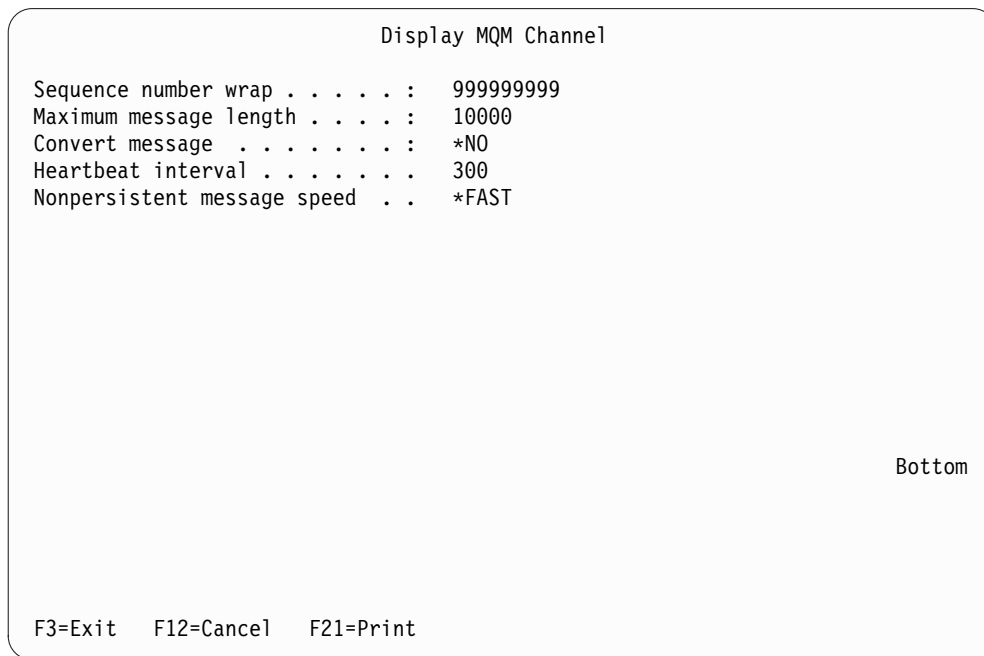 Display MQM Channel
Sequence number wrap . . . . . :   999999999
Maximum message length . . . . :   10000
Convert message  . . . . . . . :   *NO
Heartbeat interval . . . . . . .   300
Nonpersistent message speed  . .   *FAST
Bottom
F3=Exit   F12=Cancel   F21=Print